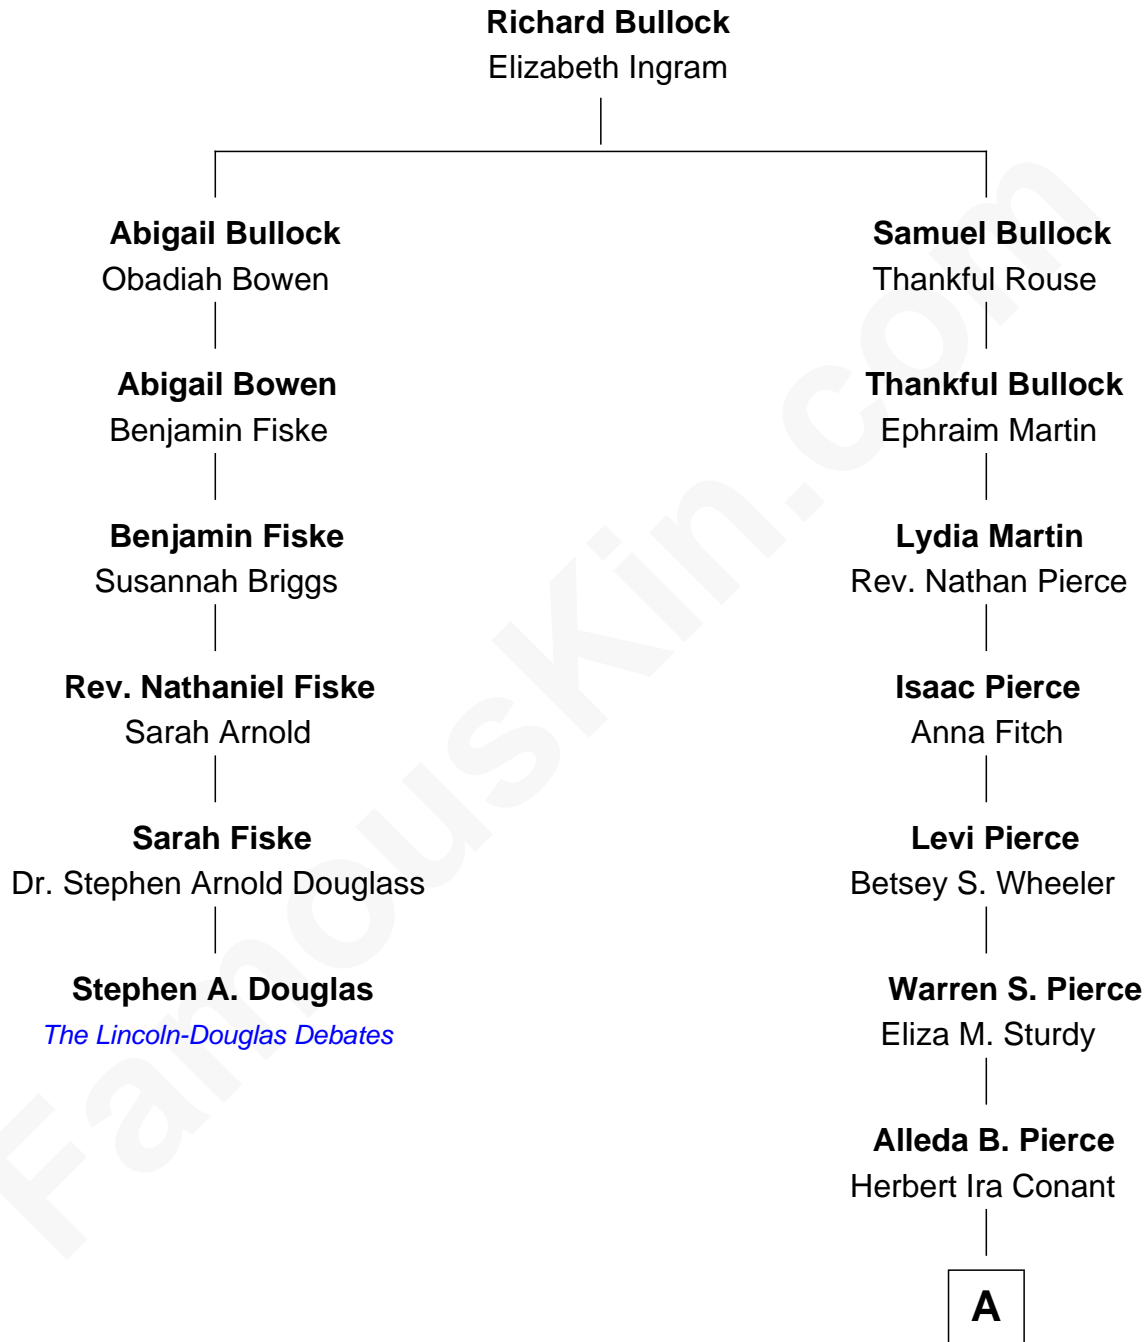 Richard Bullock
Elizabeth Ingram
Abigail Bullock
Obadiah Bowen
Samuel Bullock
Thankful Rouse
Abigail Bowen
Benjamin Fiske
Thankful Bullock
Ephraim Martin
Benjamin Fiske
Susannah Briggs
Lydia Martin
Rev. Nathan Pierce
Rev. Nathaniel Fiske
Sarah Arnold
Isaac Pierce
Anna Fitch
Sarah Fiske
Dr. Stephen Arnold Douglass
Levi Pierce
Betsey S. Wheeler
Stephen A. Douglas
The Lincoln-Douglas Debates
Warren S. Pierce
Eliza M. Sturdy
Alleda B. Pierce
Herbert Ira Conant
A
FamousKin.com